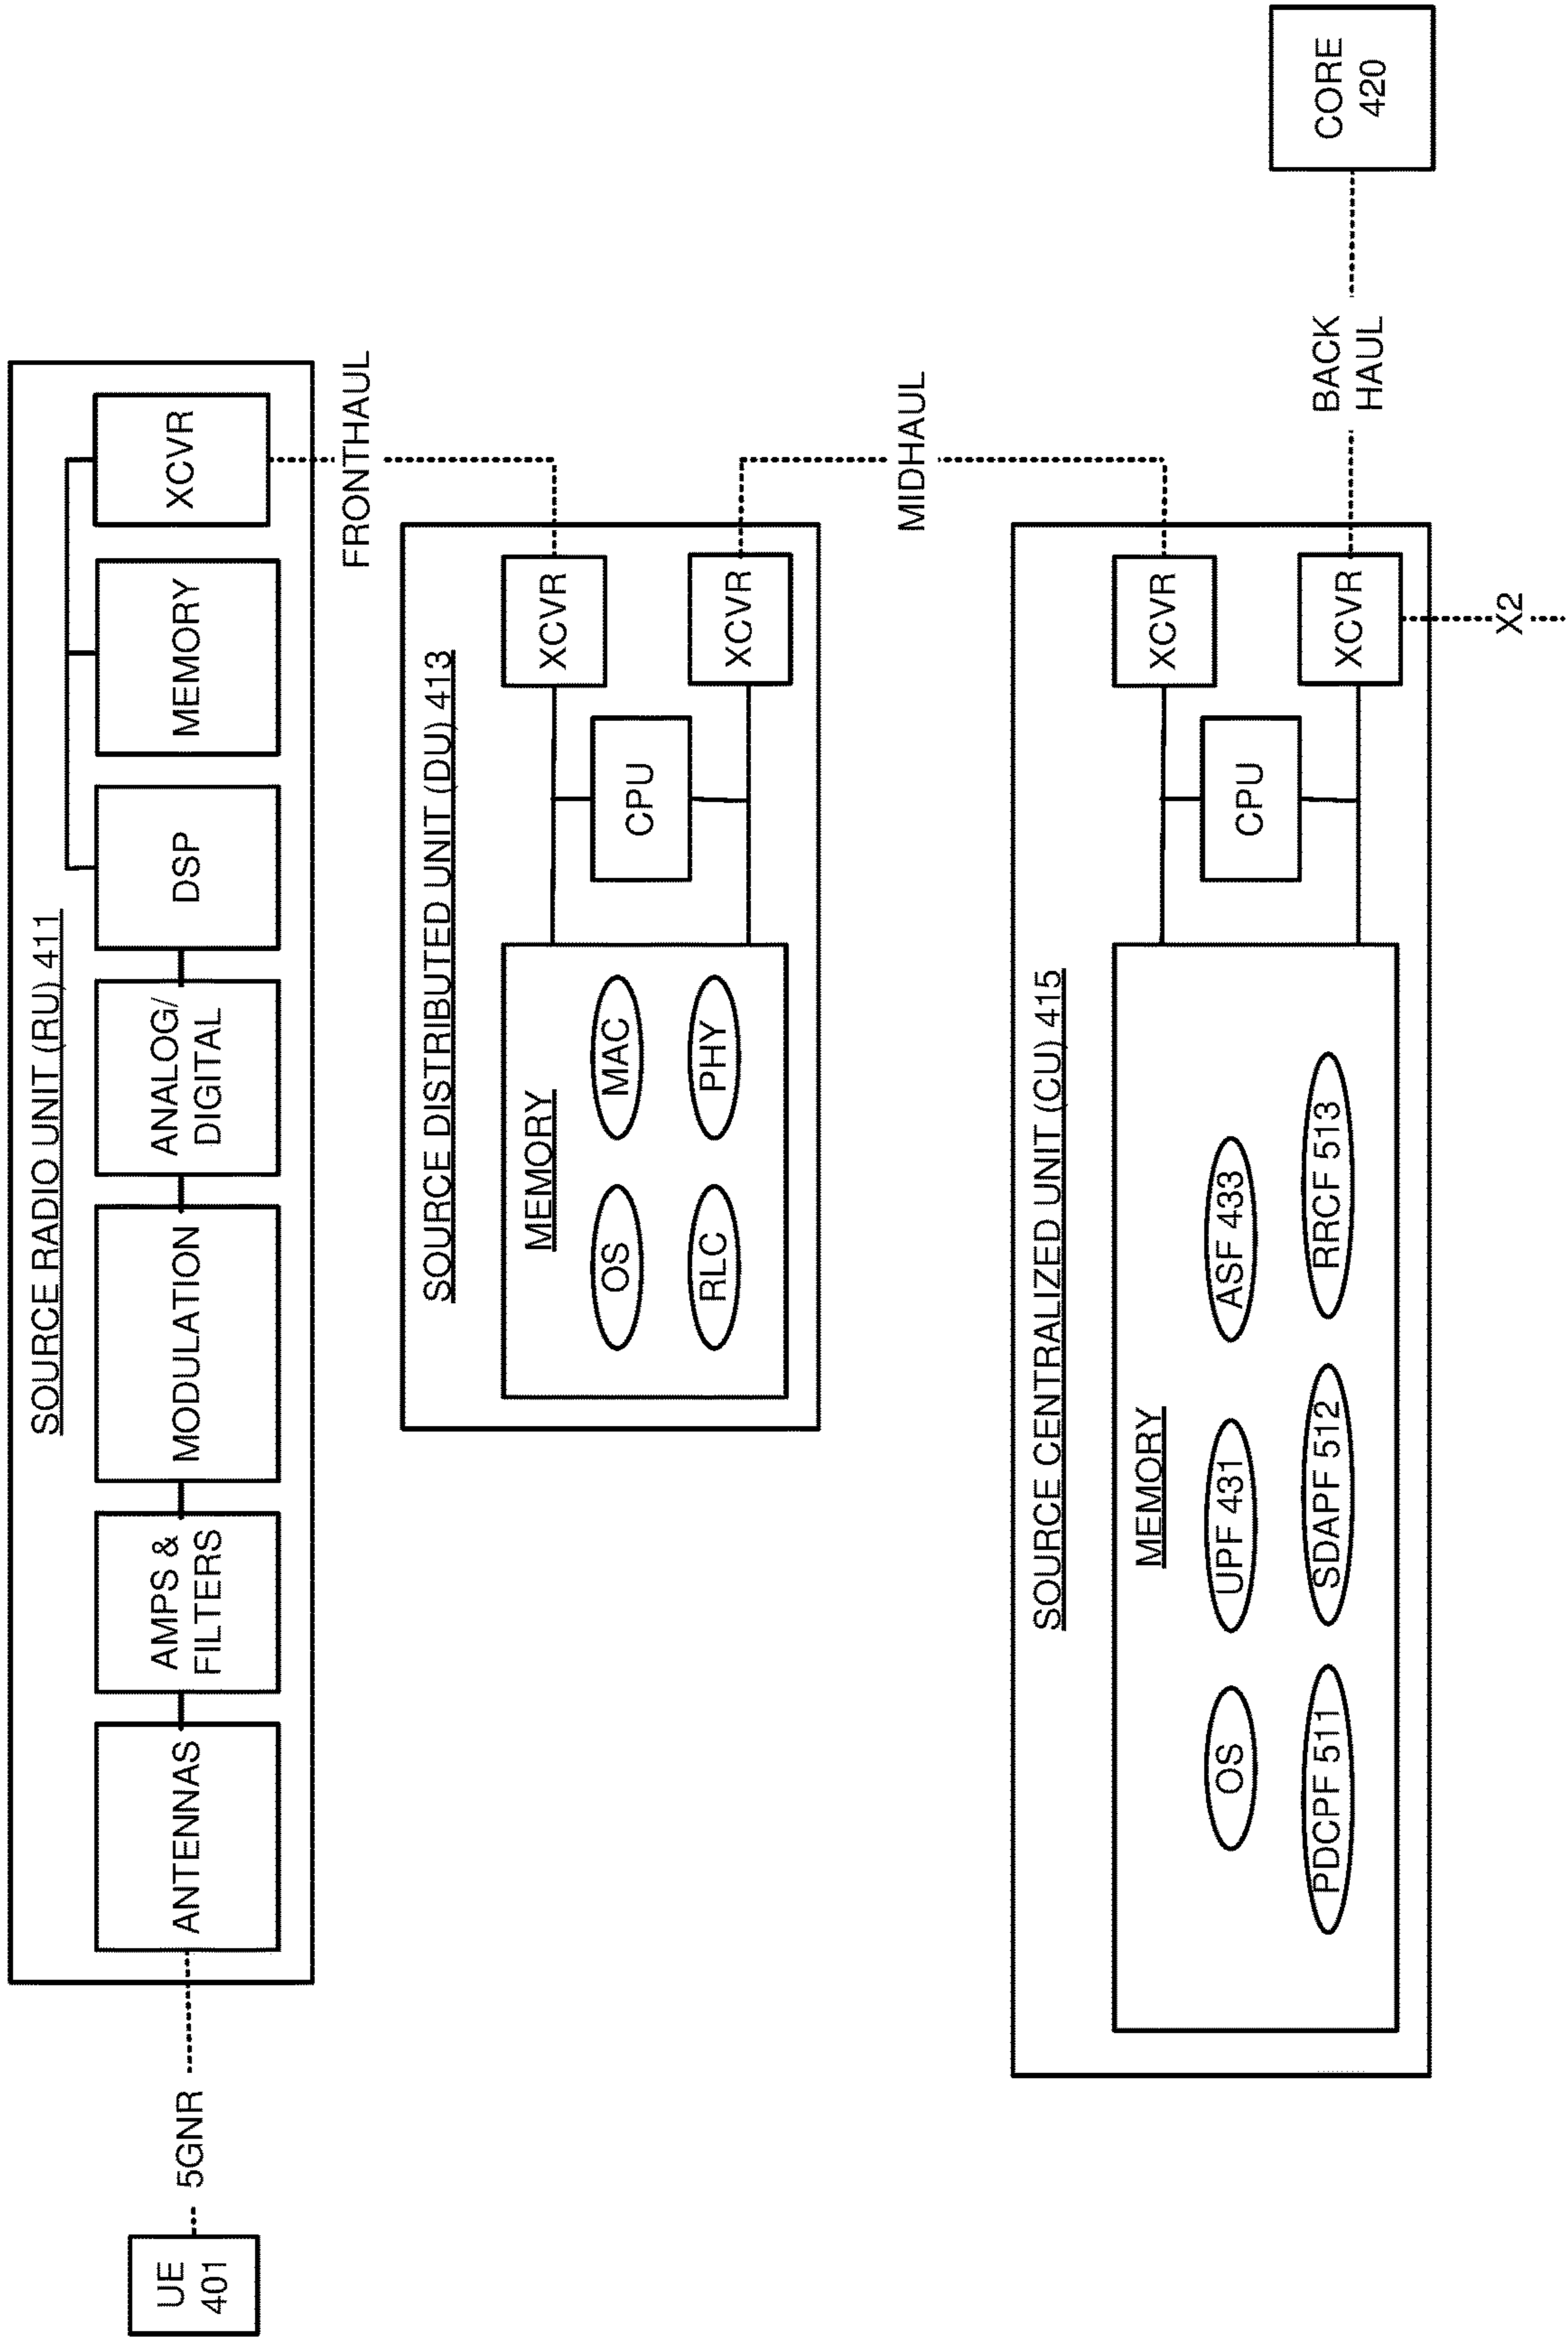 SOURCE RADIO UNIT (RU) 411
UE
401
5GNR
ANTENNAS
AMPS &
FILTERS
MODULATION
ANALOG/
DIGITAL
DSP
MEMORY
XCVR
FRONTHAUL
SOURCE DISTRIBUTED UNIT (DU) 413
MEMORY
OS
MAC
RLC
PHY
CPU
XCVR
XCVR
MIDHAUL
SOURCE CENTRALIZED UNIT (CU) 415
MEMORY
OS
UPF 431
ASF 433
PDCPF 511
SDAPF 512
RRCF 513
CPU
XCVR
XCVR
BACK
HAUL
CORE
420
X2